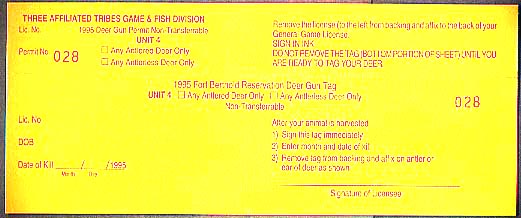 THREE AFFILIATED TRIBES GAME & FISH DIVISION
Lic. No. 1995 Deer Gun Permit Non-Transferrable
UNIT 4
Permit No 028
☐ Any Antlered Deer Only
☐ Any Antlerless Deer Only
Remove the license (to the left from backing and affix to the back of your
General Game License.
SIGN IN INK
DO NOT REMOVE THE TAG (BOTTOM PORTION OF SHEET) UNTIL YOU
ARE READY TO TAG YOUR DEER
1995 Fort Berthold Reservation Deer Gun Tag
UNIT 4 ☐ Any Antlered Deer Only ☐ Any Antlerless Deer Only
Non-Transferrable
028
Lic. No
DOB
Date of Kill ____/____/1995
Month Day
After your animal is harvested
1) Sign this tag immediately
2) Enter month and date of kill
3) Remove tag from backing and affix on antler or
ear of deer as shown
Signature of Licensee